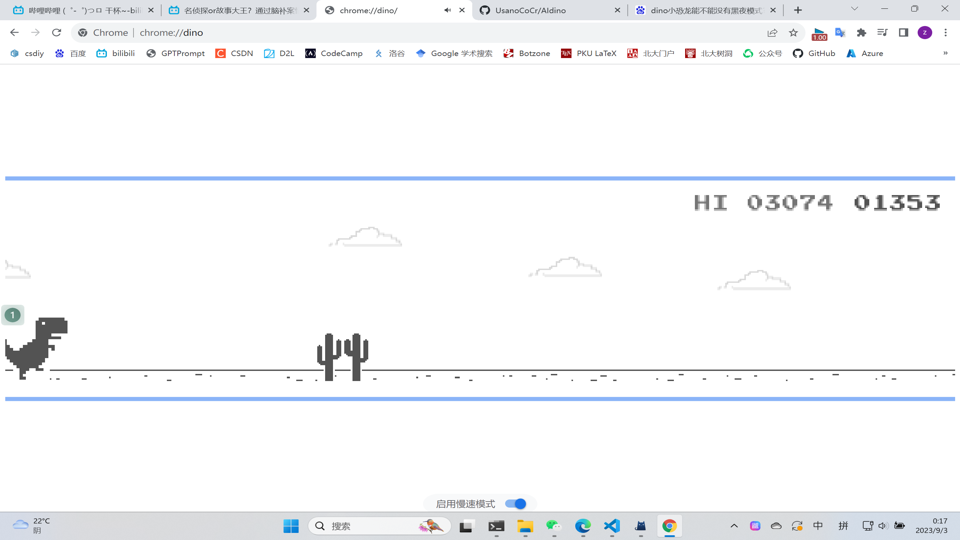 哔哩哔哩 (゜-゜)つロ 干杯~-bili
名侦探or故事大王？通过脑补案
chrome://dino/
UsanoCoCr/AIdino
dino小恐龙能不能没有黑夜模式
Chrome | chrome://dino
1.00
z
csdiy
百度
bilibili
GPTPrompt
CSDN
D2L
CodeCamp
洛谷
Google 学术搜索
Botzone
PKU LaTeX
北大门户
北大树洞
公众号
GitHub
Azure
»
HI 03074 01353
1
启用慢速模式
22°C
阴
搜索
中
拼
0:17
2023/9/3